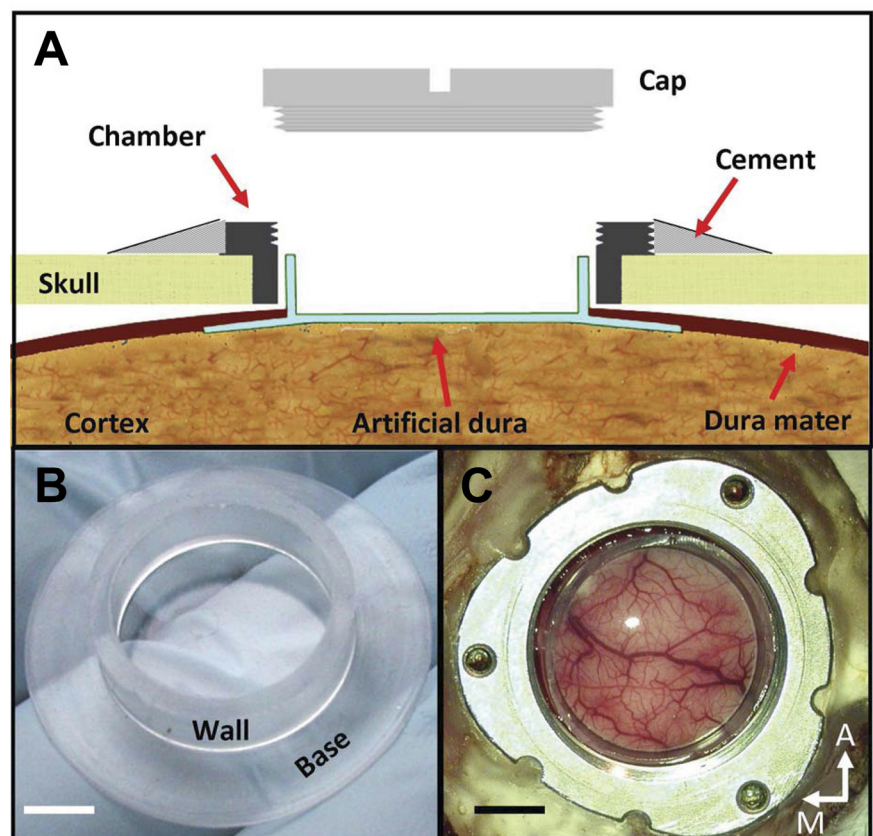 A
Cap
Chamber
Cement
Skull
Cortex
Artificial dura
Dura mater
B
Wall
Base
C
A
M